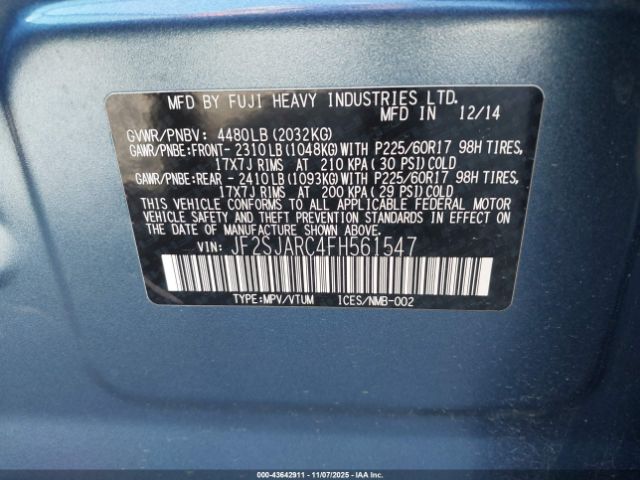 MFD BY FUJI HEAVY INDUSTRIES LTD.
MFD IN 12/14
GVWR/PNBV: 4480LB (2032KG)
GAWR/PNBE:FRONT- 2310LB (1048KG) WITH P225/60R17 98H TIRES,
17X7J RIMS AT 210 KPA (30 PSI) COLD
GAWR/PNBE:REAR - 2410LB (1093KG) WITH P225/60R17 98H TIRES,
17X7J RIMS AT 200 KPA (29 PSI) COLD
THIS VEHICLE CONFORMS TO ALL APPLICABLE FEDERAL MOTOR
VEHICLE SAFETY AND THEFT PREVENTION STANDARDS IN EFFECT ON
THE DATE OF MANUFACTURE SHOWN ABOVE.
VIN: JF2SJARC4FH561547
TYPE:MPV/VTUM ICES/NMB-002
000-43642911 - 11/07/2025 - IAAI.COM